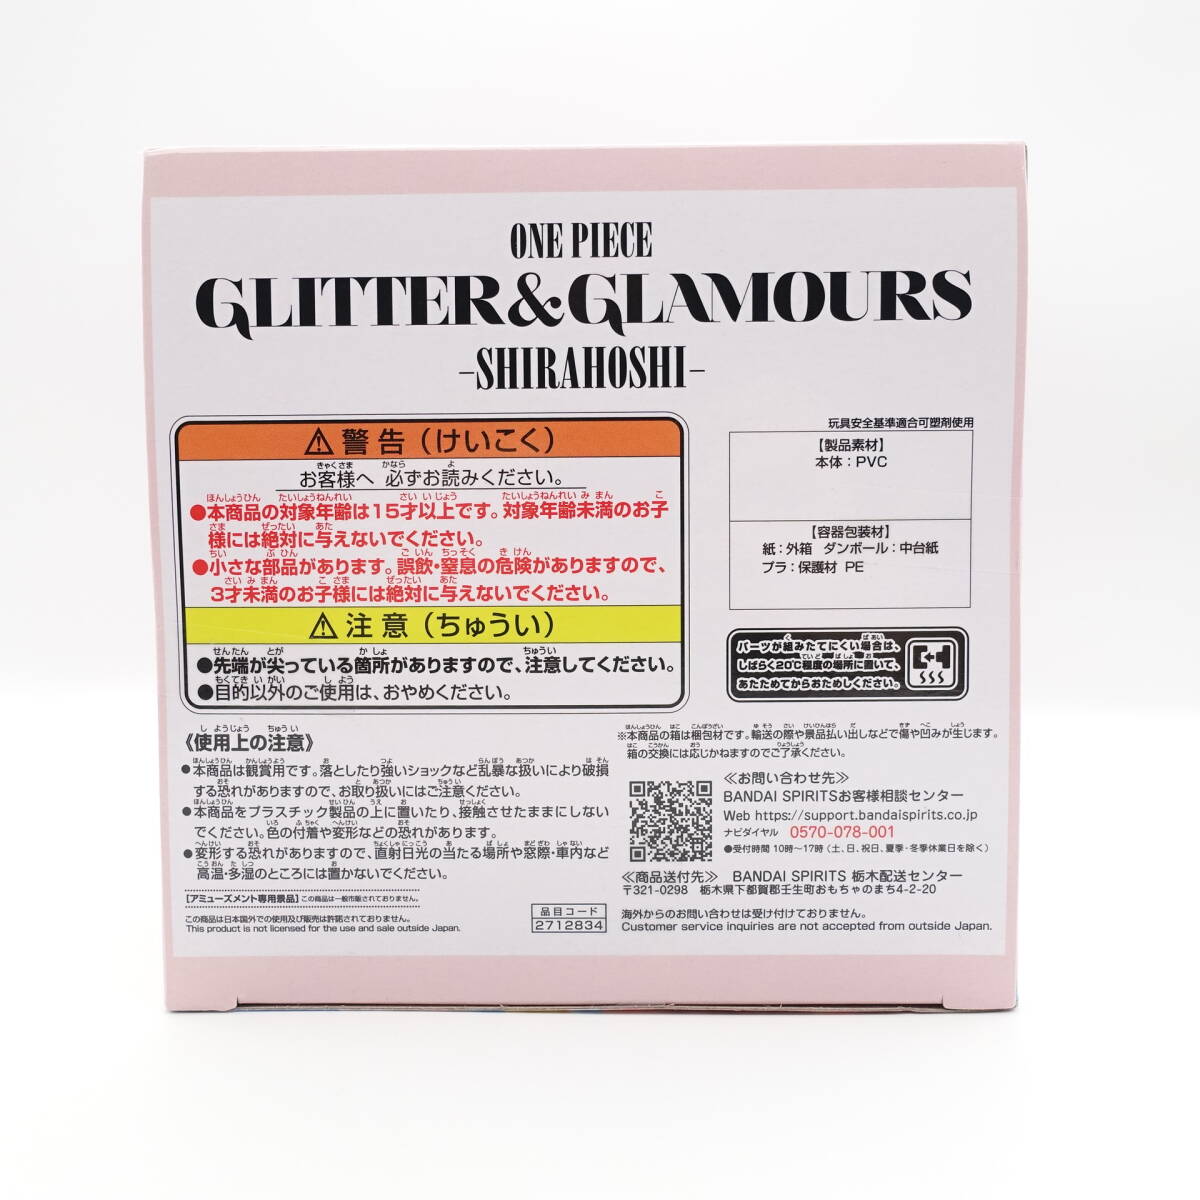 ONE PIECE
GLITTER&GLAMOURS
-SHIRAHOSHI-
⚠警告(けいこく)
お客様へ 必ずお読みください。
●本商品の対象年齢は15才以上です。対象年齢未満のお子
様には絶対に与えないでください。
●小さな部品があります。誤飲・窒息の危険がありますので、
3才未満のお子様には絶対に与えないでください。
⚠注意(ちゅうい)
●先端が尖っている箇所がありますので、注意してください。
●目的以外のご使用は、おやめください。
玩具安全基準適合可塑剤使用
【製品素材】
本体:PVC
【容器包装材】
紙:外箱 ダンボール:中台紙
プラ:保護材 PE
パーツが組みたてにくい場合は、
しばらく20℃程度の場所に置いて、
あたためてからおためしください。
《使用上の注意》
●本商品は観賞用です。落としたり強いショックなど乱暴な扱いにより破損
する恐れがありますので、お取り扱いにはご注意ください。
●本商品をプラスチック製品の上に置いたり、接触させたままにしない
でください。色の付着や変形などの恐れがあります。
●変形する恐れがありますので、直射日光の当たる場所や窓際・車内など
高温・多湿のところには置かないでください。
【アミューズメント専用景品】この商品は一般市販されておりません。
この商品は日本国外での使用及び販売は許諾されておりません。
This product is not licensed for the use and sale outside Japan.
品目コード
2712834
※本商品の箱は梱包材です。輸送の際や景品払い出しなどで傷や凹みが生じます。
箱の交換には応じかねますのでご了承ください。
≪お問い合わせ先≫
BANDAI SPIRITSお客様相談センター
Web https://support.bandaispirits.co.jp
ナビダイヤル 0570-078-001
●受付時間 10時〜17時(土、日、祝日、夏季・冬季休業日を除く)
≪商品送付先≫ BANDAI SPIRITS 栃木配送センター
〒321-0298 栃木県下都賀郡壬生町おもちゃのまち4-2-20
海外からのお問い合わせは受け付けておりません。
Customer service inquiries are not accepted from outside Japan.